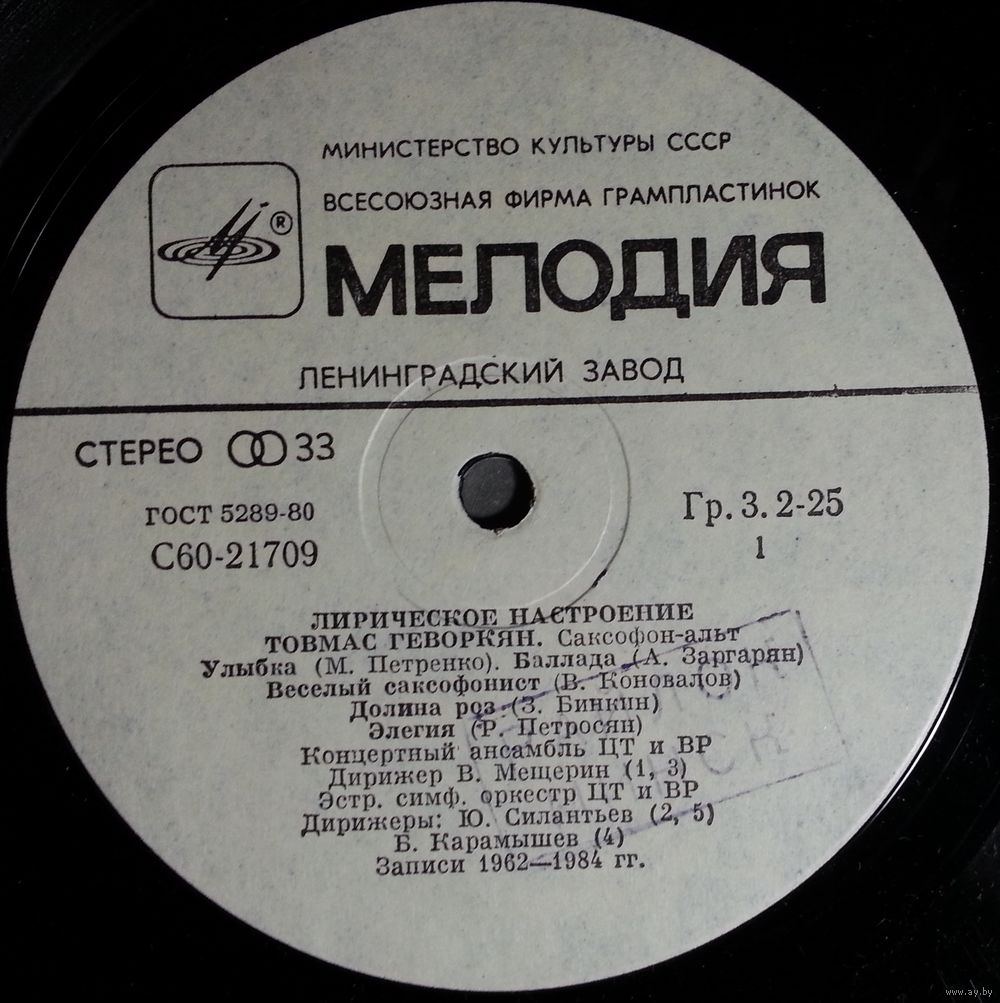 МИНИСТЕРСТВО КУЛЬТУРЫ СССР
ВСЕСОЮЗНАЯ ФИРМА ГРАМПЛАСТИНОК
®
МЕЛОДИЯ
ЛЕНИНГРАДСКИЙ ЗАВОД
СТЕРЕО 33
ГОСТ 5289-80
С60-21709
Гр. 3. 2-25
1
ЛИРИЧЕСКОЕ НАСТРОЕНИЕ
ТОВМАС ГЕВОРКЯН. Саксофон-альт
Улыбка (М. Петренко). Баллада (А. Заргарян)
Веселый саксофонист (В. Коновалов)
Долина роз (З. Бинкин)
Элегия (Р. Петросян)
Концертный ансамбль ЦТ и ВР
Дирижер В. Мещерин (1, 3)
Эстр. симф. оркестр ЦТ и ВР
Дирижеры: Ю. Силантьев (2, 5)
Б. Карамышев (4)
Записи 1962—1984 гг.
www.ay.by